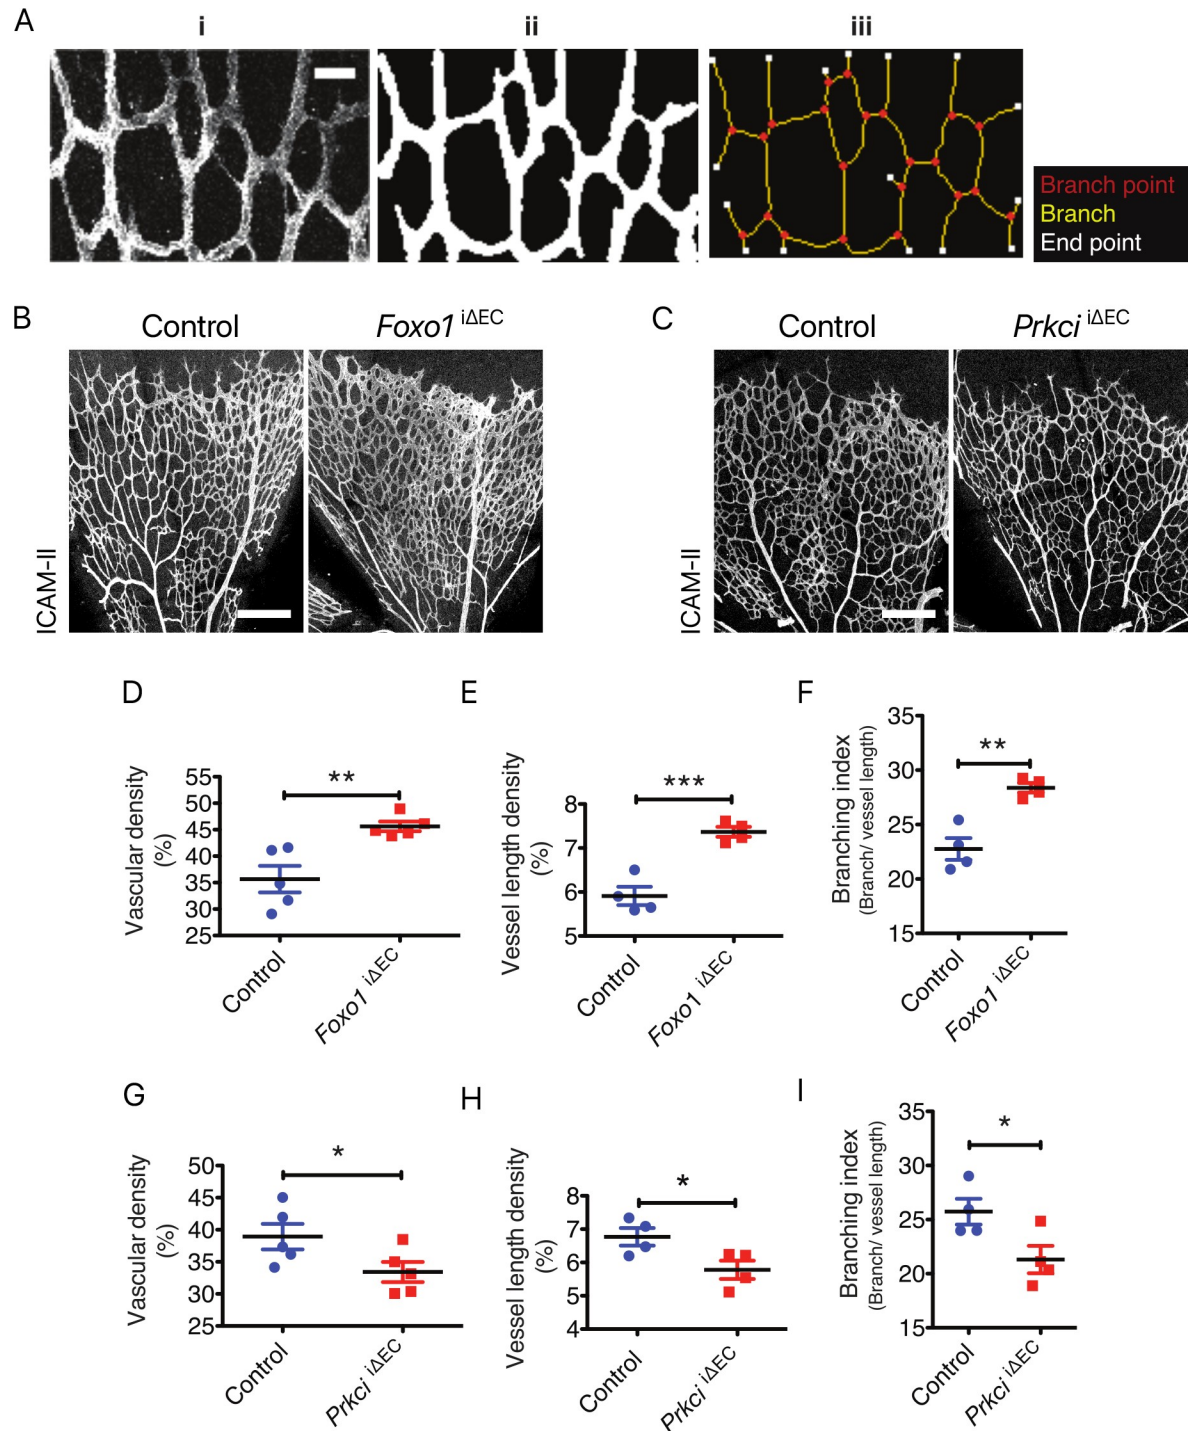 A
i
ii
iii
Branch point
Branch
End point
B
Control
Foxo1 iΔEC
C
Control
Prkci iΔEC
ICAM-II
ICAM-II
D
Vascular density
(%)
55
50
45
40
35
30
25
**
Control
Foxo1 iΔEC
E
Vessel length density
(%)
8
7
6
5
***
Control
Foxo1 iΔEC
F
Branching index
(Branch/ vessel length)
35
30
25
20
15
**
Control
Foxo1 iΔEC
G
Vascular density
(%)
50
45
40
35
30
25
*
Control
Prkci iΔEC
H
Vessel length density
(%)
8
7
6
5
4
*
Control
Prkci iΔEC
I
Branching index
(Branch/ vessel length)
35
30
25
20
15
*
Control
Prkci iΔEC